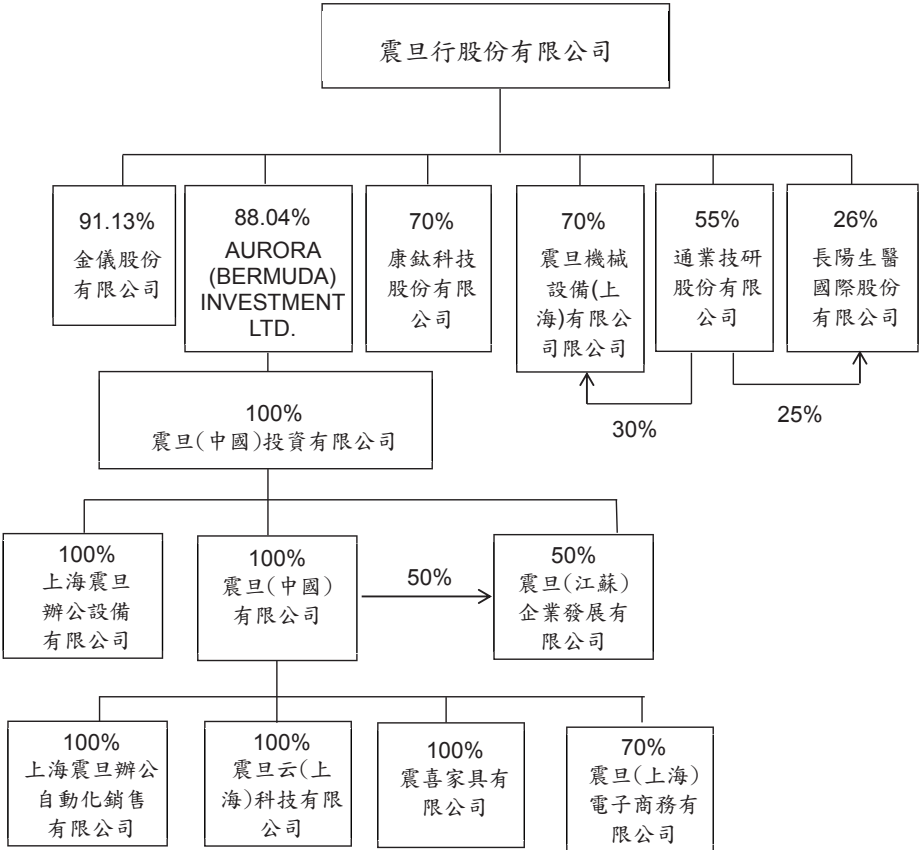 震旦行股份有限公司
91.13%
金儀股份
有限公司
88.04%
AURORA
(BERMUDA)
INVESTMENT
LTD.
70%
康鈦科技
股份有限
公司
70%
震旦機械
設備(上
海)有限公
司限公司
55%
通業技研
股份有限
公司
26%
長陽生醫
國際股份
有限公司
30%
25%
100%
震旦(中國)投資有限公司
100%
上海震旦
辦公設備
有限公司
100%
震旦(中國)
有限公司
50%
50%
震旦(江蘇)
企業發展有
限公司
100%
上海震旦辦公
自動化銷售
有限公司
100%
震旦云(上
海)科技有限
公司
100%
震喜家具有
限公司
70%
震旦(上海)
電子商務有
限公司